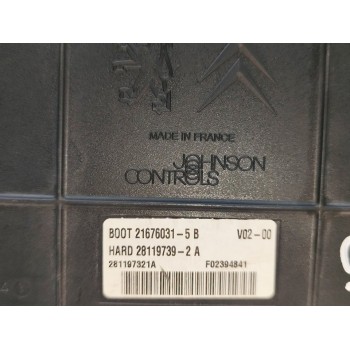 MADE IN FRANCE
JOHNSON
CONTROLS
BOOT 21676031-5 B V02-00
HARD 28119739-2 A
281197321A F02394841